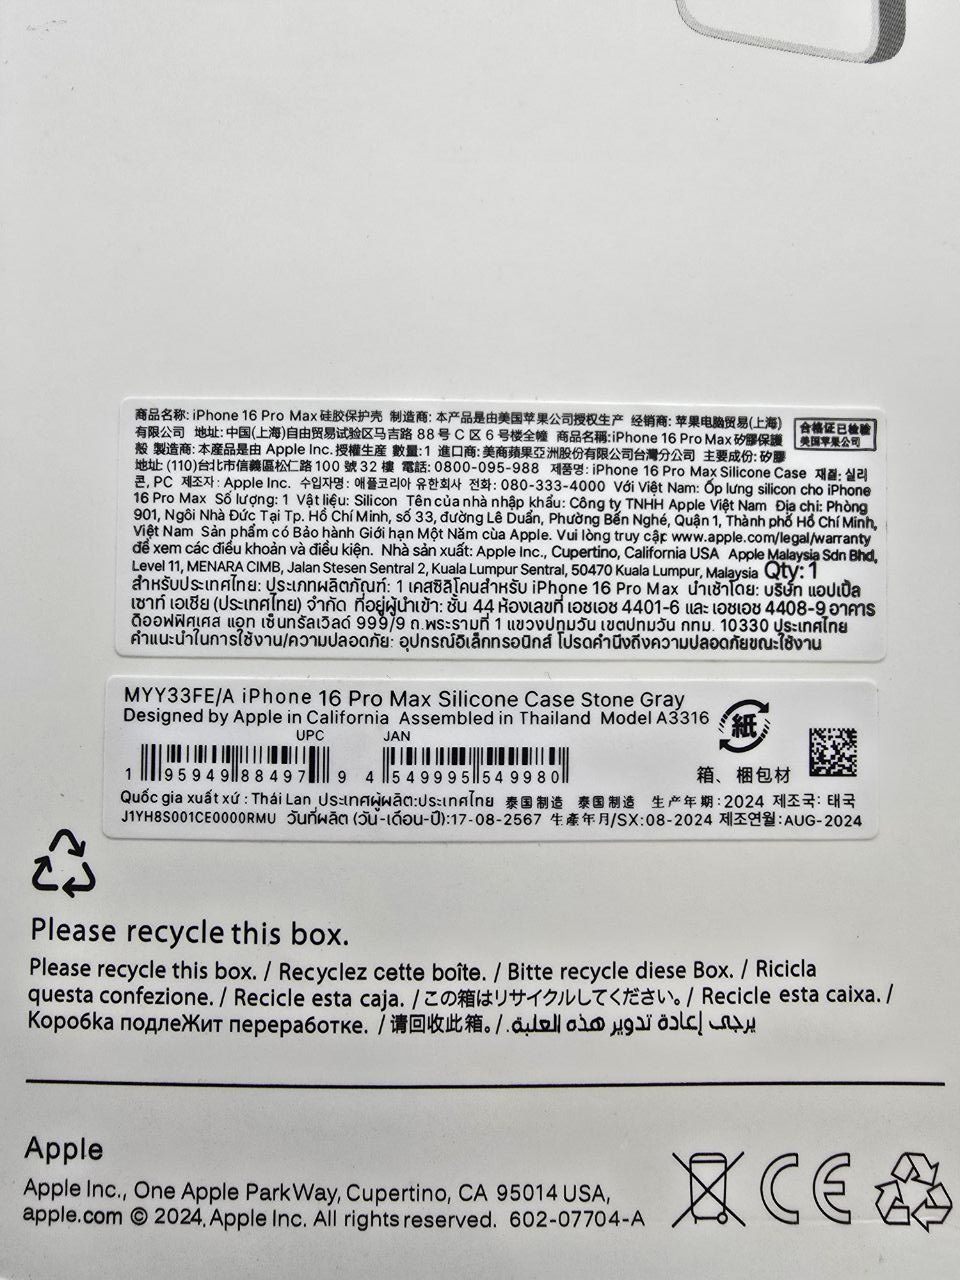 商品名称: iPhone 16 Pro Max 硅胶保护壳 制造商: 本产品是由美国苹果公司授权生产 经销商: 苹果电脑贸易(上海)
有限公司 地址: 中国(上海)自由贸易试验区马吉路 88 号 C 区 6 号楼全幢 商品名稱:iPhone 16 Pro Max 矽膠保護
殼 製造商: 本產品是由 Apple Inc. 授權生產 數量:1 進口商: 美商蘋果亞洲股份有限公司台灣分公司 主要成份: 矽膠
合格证已检验
美国苹果公司
地址: (110)台北市信義區松仁路 100 號 32 樓 電話: 0800-095-988 제품명: iPhone 16 Pro Max Silicone Case 재질: 실리
콘, PC 제조자: Apple Inc. 수입자명: 애플코리아 유한회사 전화: 080-333-4000 Với Việt Nam: Ốp lưng silicon cho iPhone
16 Pro Max Số lượng: 1 Vật liệu: Silicon Tên của nhà nhập khẩu: Công ty TNHH Apple Việt Nam Địa chỉ: Phòng
901, Ngôi Nhà Đức Tại Tp. Hồ Chí Minh, số 33, đường Lê Duẩn, Phường Bến Nghé, Quận 1, Thành phố Hồ Chí Minh,
Việt Nam Sản phẩm có Bảo hành Giới hạn Một Năm của Apple. Vui lòng truy cập www.apple.com/legal/warranty
để xem các điều khoản và điều kiện. Nhà sản xuất: Apple Inc., Cupertino, California USA Apple Malaysia Sdn Bhd,
Level 11, MENARA CIMB, Jalan Stesen Sentral 2, Kuala Lumpur Sentral, 50470 Kuala Lumpur, Malaysia Qty: 1
สำหรับประเทศไทย: ประเภทผลิตภัณฑ์: 1 เคสซิลิโคนสำหรับ iPhone 16 Pro Max นำเข้าโดย: บริษัท แอปเปิ้ล
เซาท์ เอเชีย (ประเทศไทย) จำกัด ที่อยู่ผู้นำเข้า: ชั้น 44 ห้องเลขที่ เอชเอช 4401-6 และ เอชเอช 4408-9 อาคาร
ดิออฟฟิศเศส แอท เซ็นทรัลเวิลด์ 999/9 ถ.พระรามที่ 1 แขวงปทุมวัน เขตปทุมวัน กทม. 10330 ประเทศไทย
คำแนะนำในการใช้งาน/ความปลอดภัย: อุปกรณ์อิเล็กทรอนิกส์ โปรดคำนึงถึงความปลอดภัยขณะใช้งาน
MYY33FE/A iPhone 16 Pro Max Silicone Case Stone Gray
Designed by Apple in California Assembled in Thailand Model A3316
UPC JAN
1 95949 88497 9 4 549995 549980
紙
箱、梱包材
Quốc gia xuất xứ : Thái Lan ประเทศผู้ผลิต:ประเทศไทย 泰国制造 泰國制造 生产年期: 2024 제조국: 태국
J1YH8S001CE0000RMU วันที่ผลิต (วัน-เดือน-ปี):17-08-2567 生產年月/SX: 08-2024 제조연월: AUG-2024
Please recycle this box.
Please recycle this box. / Recyclez cette boîte. / Bitte recycle diese Box. / Ricicla
questa confezione. / Recicle esta caja. / この箱はリサイクルしてください。/ Recicle esta caixa. /
Коробка подлеЖит переработке. / 请回收此箱。/ يرجى إعادة تدوير هذه العلبة.
Apple
Apple Inc., One Apple ParkWay, Cupertino, CA 95014 USA,
apple.com © 2024. Apple Inc. All rights reserved. 602-07704-A
CE